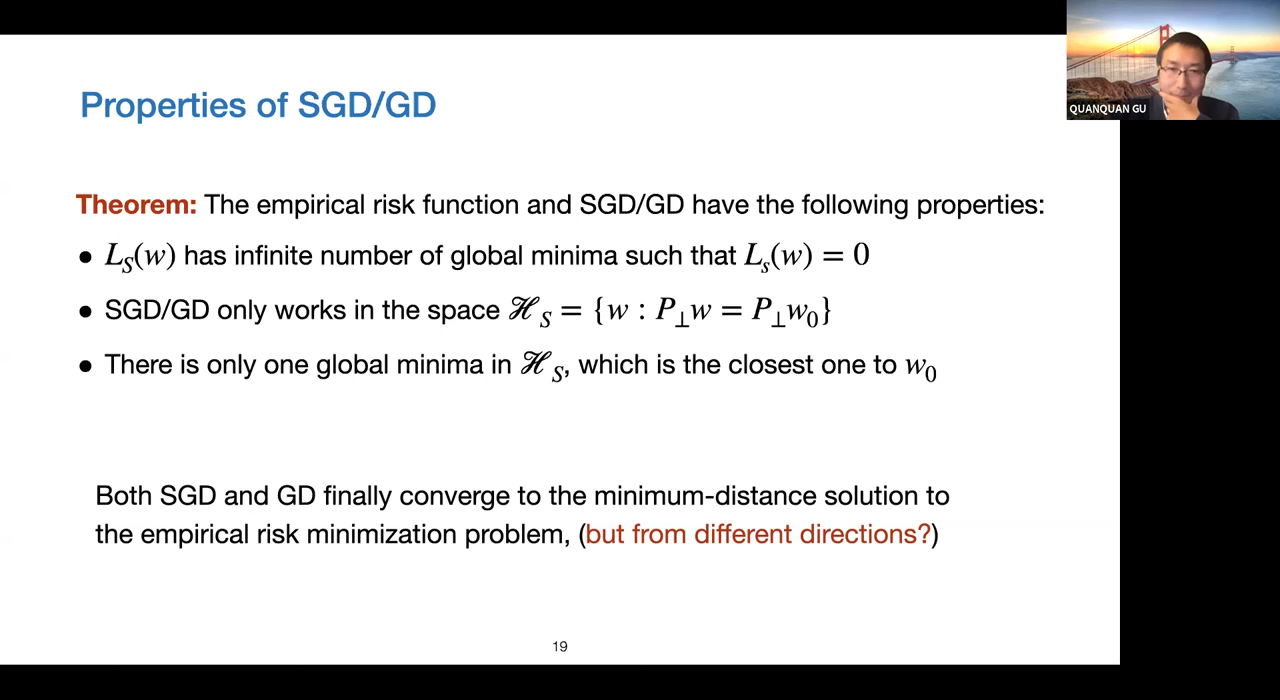 Properties of SGD/GD
QUANQUAN GU
Theorem: The empirical risk function and SGD/GD have the following properties:
● L_S(w) has infinite number of global minima such that L_s(w) = 0
● SGD/GD only works in the space ℋ_S = {w : P_⊥w = P_⊥w_0}
● There is only one global minima in ℋ_S, which is the closest one to w_0
Both SGD and GD finally converge to the minimum-distance solution to
the empirical risk minimization problem, (but from different directions?)
19